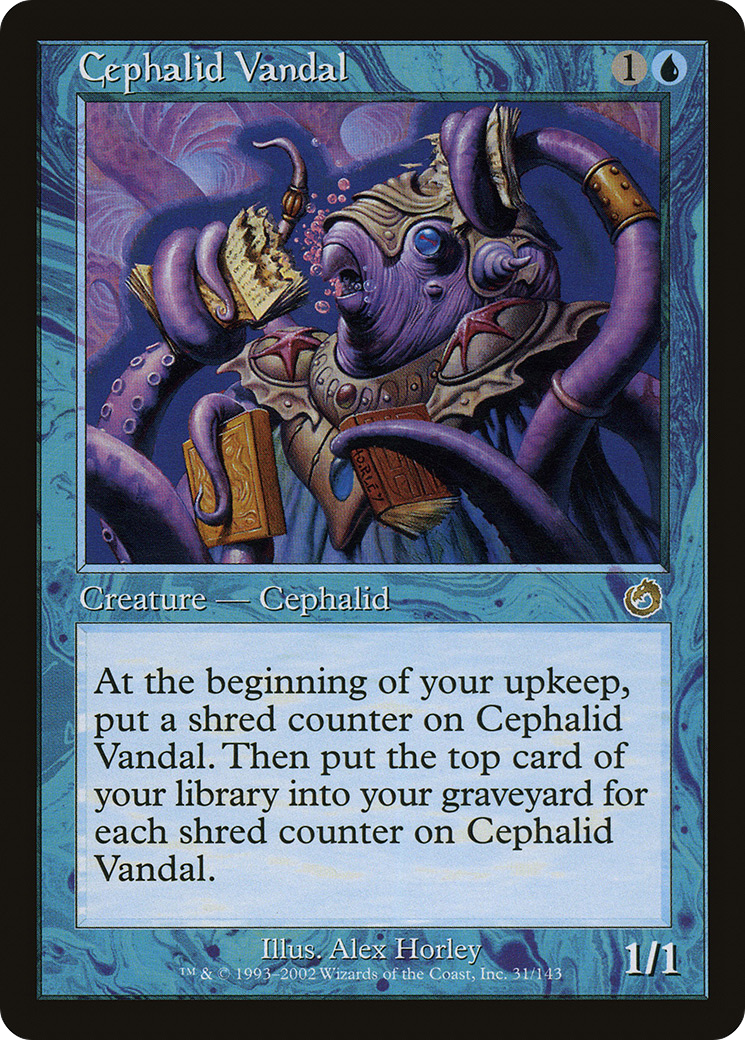 Cephalid Vandal 1
HORLEY
Creature — Cephalid
At the beginning of your upkeep,
put a shred counter on Cephalid
Vandal. Then put the top card of
your library into your graveyard for
each shred counter on Cephalid
Vandal.
Illus. Alex Horley
1/1
™ & © 1993–2002 Wizards of the Coast, Inc. 31/143